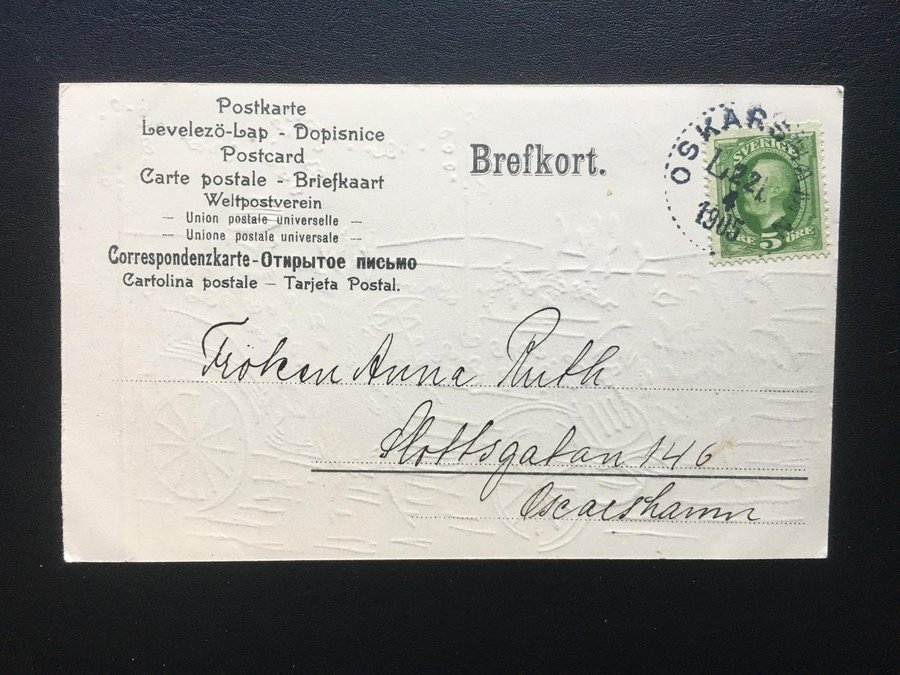 Postkarte
Levelező-Lap - Dopisnice
Postcard
Carte postale - Briefkaart
Weltpostverein
— Union postale universelle —
— Unione postale universale —
Correspondenzkarte - Открытое письмо
Cartolina postale — Tarjeta Postal.
Brefkort.
SVERIGE
1905
5 ÖRE
Fröken Anna Ruth
Slottsgatan 146
Oscarshamn